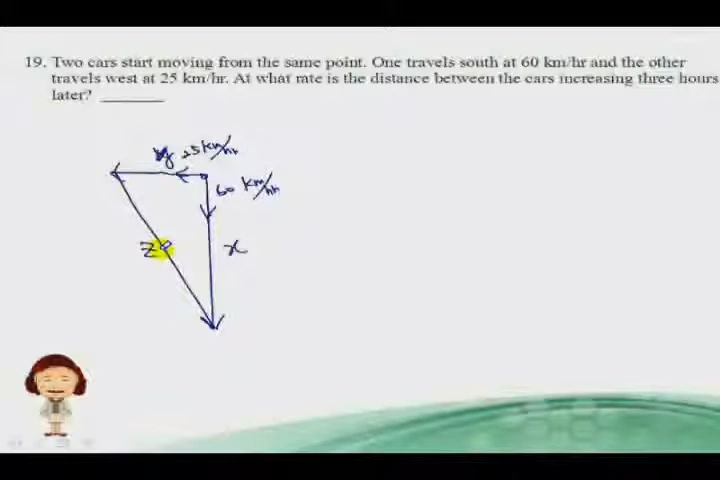 19. Two cars start moving from the same point. One travels south at 60 km/hr and the other
travels west at 25 km/hr. At what rate is the distance between the cars increasing three hours
later? ______
y 25 km/hr
60 km/hr
z
x